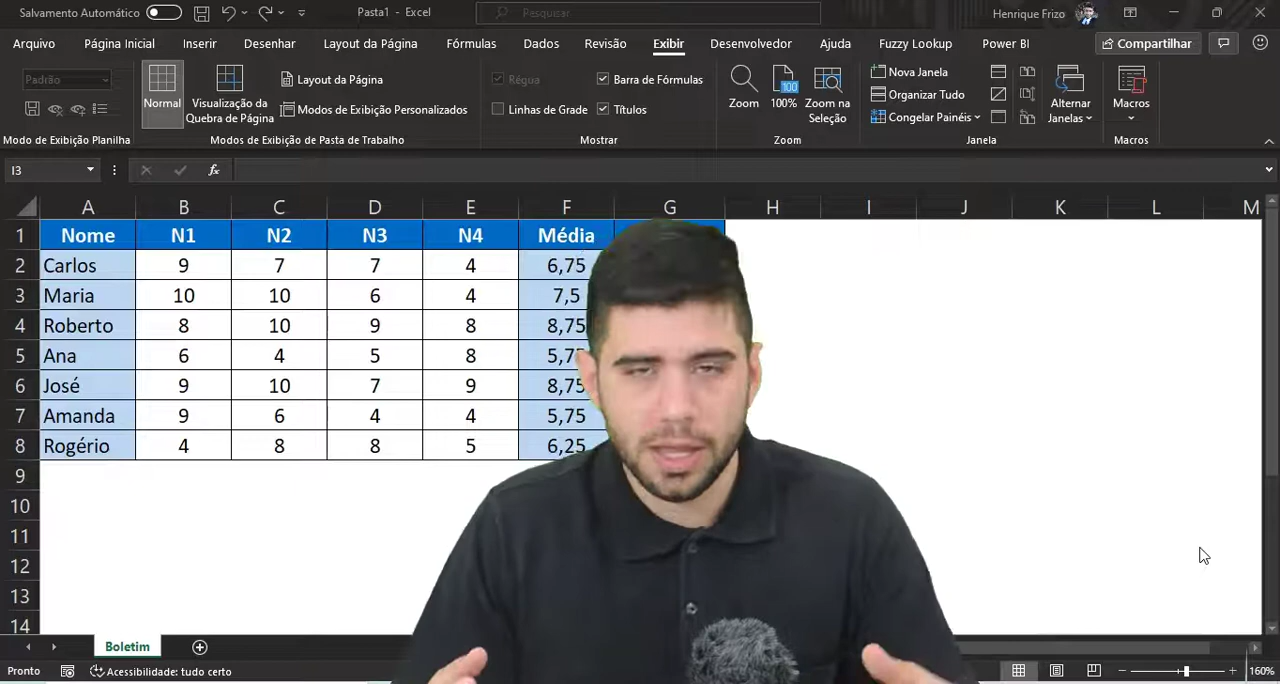 Salvamento Automático
Pasta1 - Excel
Pesquisar
Henrique Frizo
Arquivo Página Inicial Inserir Desenhar Layout da Página Fórmulas Dados Revisão Exibir Desenvolvedor Ajuda Fuzzy Lookup Power BI Compartilhar
Padrão
Modo de Exibição Planilha
Normal
Visualização da
Quebra de Página
Layout da Página
Modos de Exibição Personalizados
Modos de Exibição de Pasta de Trabalho
Régua
Barra de Fórmulas
Linhas de Grade
Títulos
Mostrar
Zoom
100
100%
Zoom na
Seleção
Zoom
Nova Janela
Organizar Tudo
Congelar Painéis
Alternar
Janelas
Janela
Macros
Macros
I3
fx
A B C D E F G H I J K L M
1 Nome N1 N2 N3 N4 Média
2 Carlos 9 7 7 4 6,75
3 Maria 10 10 6 4 7,5
4 Roberto 8 10 9 8 8,75
5 Ana 6 4 5 8 5,75
6 José 9 10 7 9 8,75
7 Amanda 9 6 4 4 5,75
8 Rogério 4 8 8 5 6,25
9
10
11
12
13
14
Boletim
Pronto
Acessibilidade: tudo certo
160%